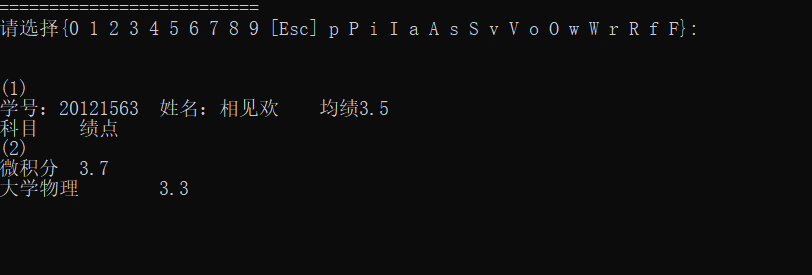 ==========================
请选择{0 1 2 3 4 5 6 7 8 9 [Esc] p P i I a A s S v V o O w W r R f F}:
(1)
学号：20121563  姓名：相见欢    均绩3.5
科目    绩点
(2)
微积分  3.7
大学物理        3.3